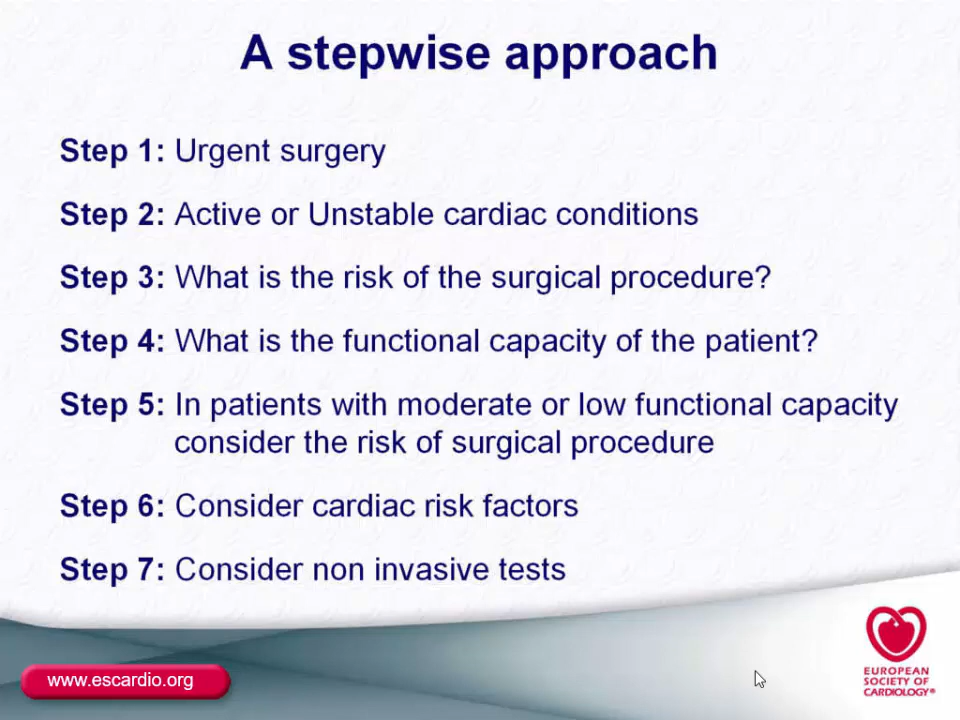 A stepwise approach
Step 1: Urgent surgery
Step 2: Active or Unstable cardiac conditions
Step 3: What is the risk of the surgical procedure?
Step 4: What is the functional capacity of the patient?
Step 5: In patients with moderate or low functional capacity
consider the risk of surgical procedure
Step 6: Consider cardiac risk factors
Step 7: Consider non invasive tests
www.escardio.org
EUROPEAN
SOCIETY OF
CARDIOLOGY®